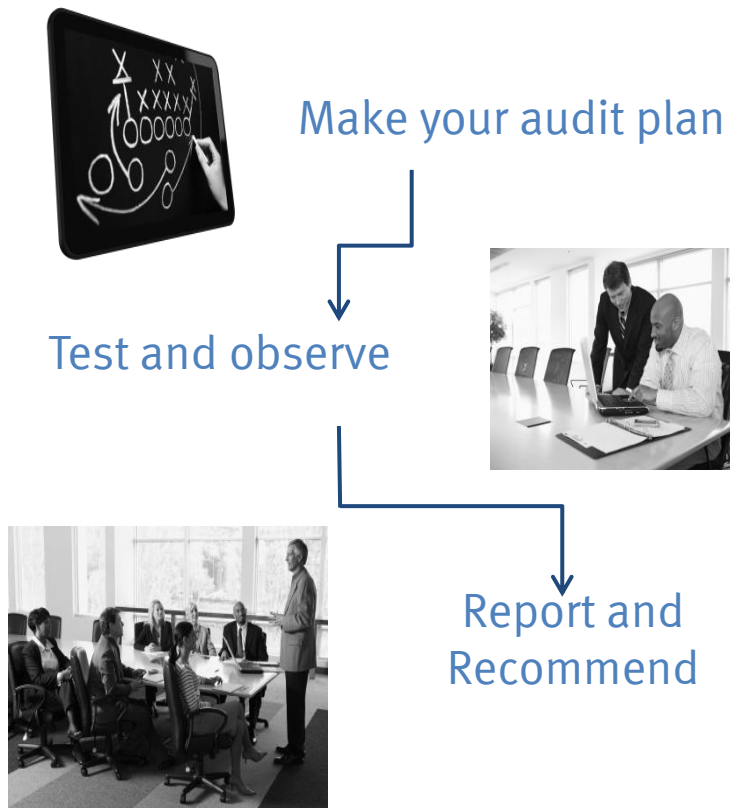 Make your audit plan
Test and observe
Report and
Recommend